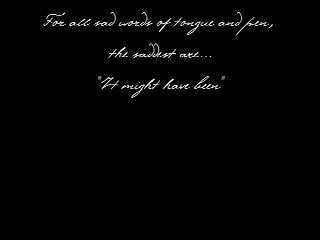 For all sad words of tongue and pen,
the saddest are...
"It might have been"